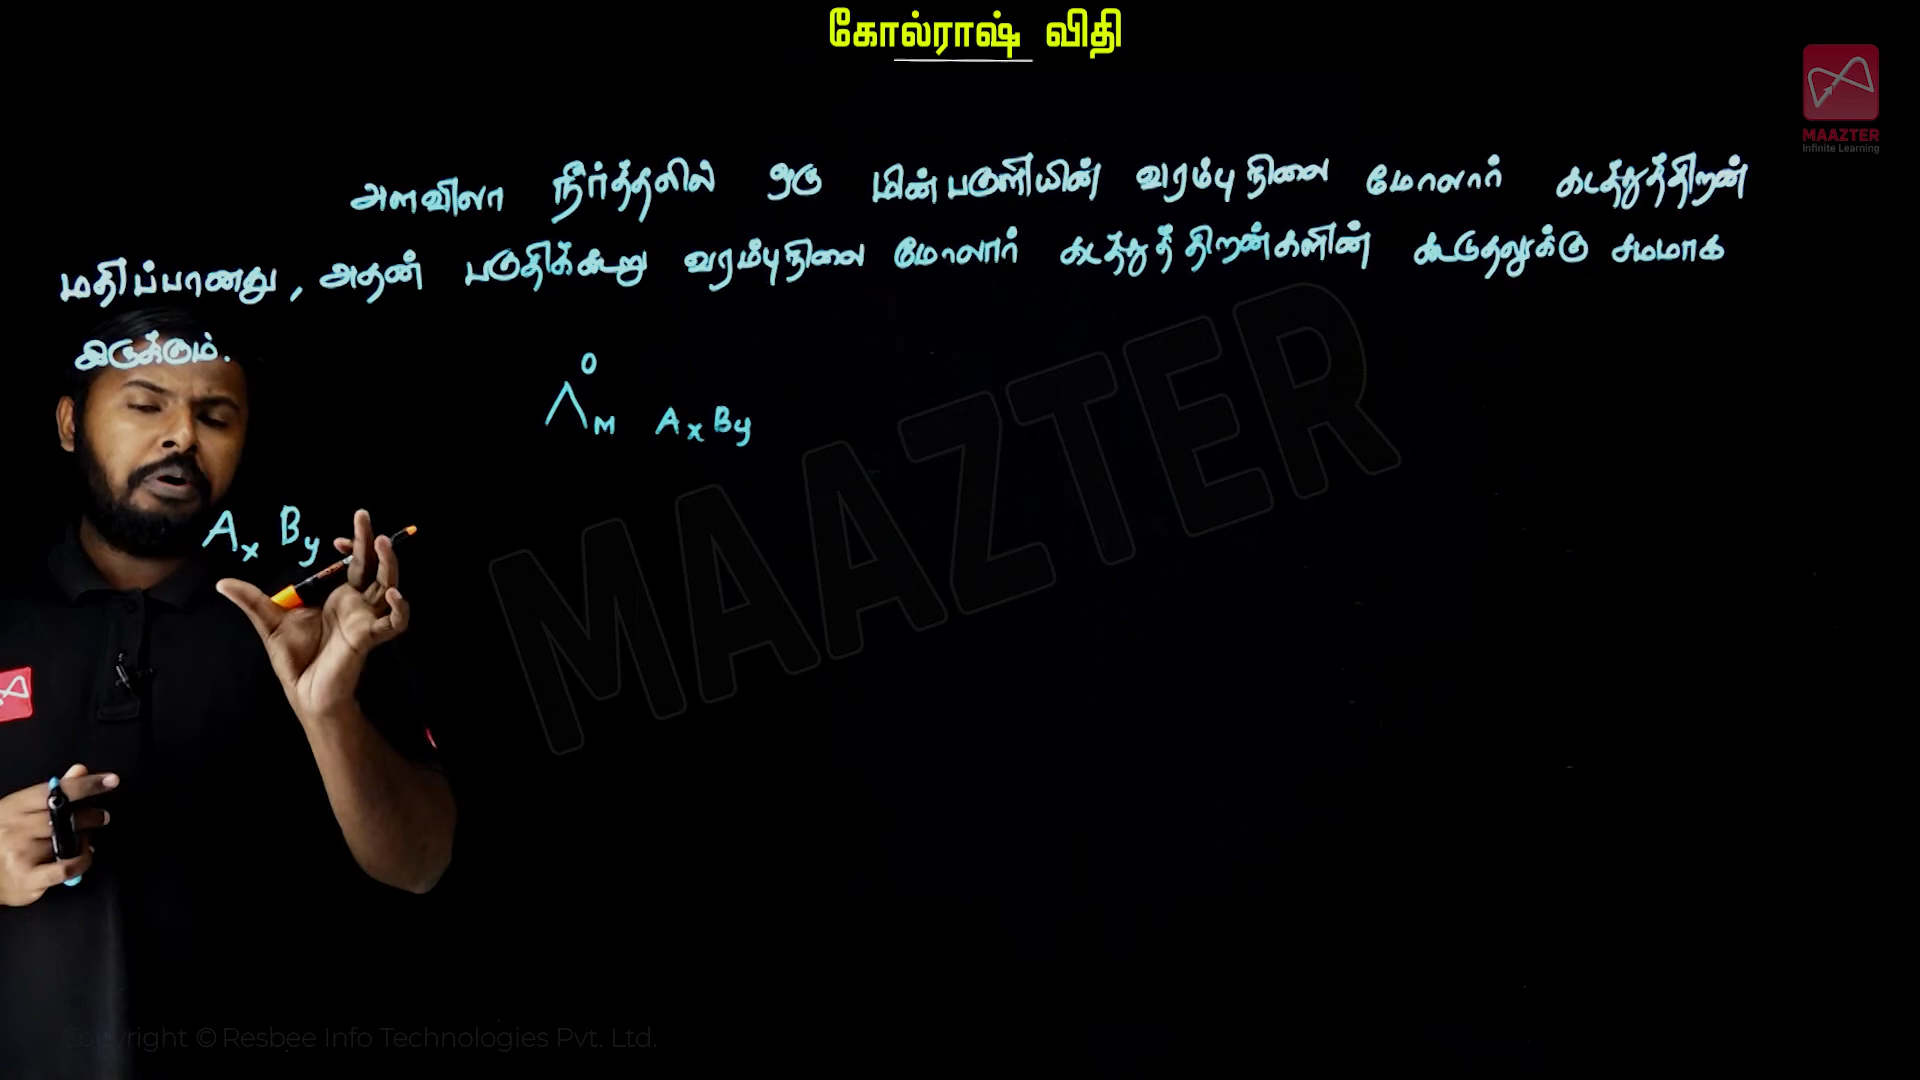 கோல்ராஷ் விதி
MAAZTER
Infinite Learning
அளவிலா நீர்த்தலில் ஒரு மின்பகுளியின் வரம்பு நிலை மோலார் கடத்துத்திறன்
மதிப்பானது, அதன் பகுதிக்கூறு வரம்பு நிலை மோலார் கடத்துத் திறன்களின் கூடுதலுக்கு சமமாக
இருக்கும்.
Λ⁰M AxBy
Ax By
MAAZTER
Copyright © Resbee Info Technologies Pvt. Ltd.